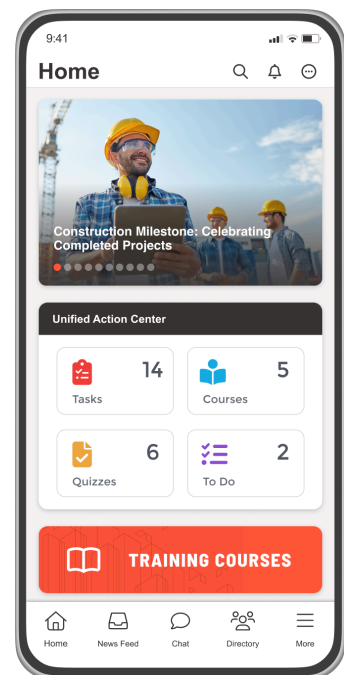 9:41
Home
Construction Milestone: Celebrating
Completed Projects
Unified Action Center
14
Tasks
5
Courses
6
Quizzes
2
To Do
TRAINING COURSES
Home
News Feed
Chat
Directory
More